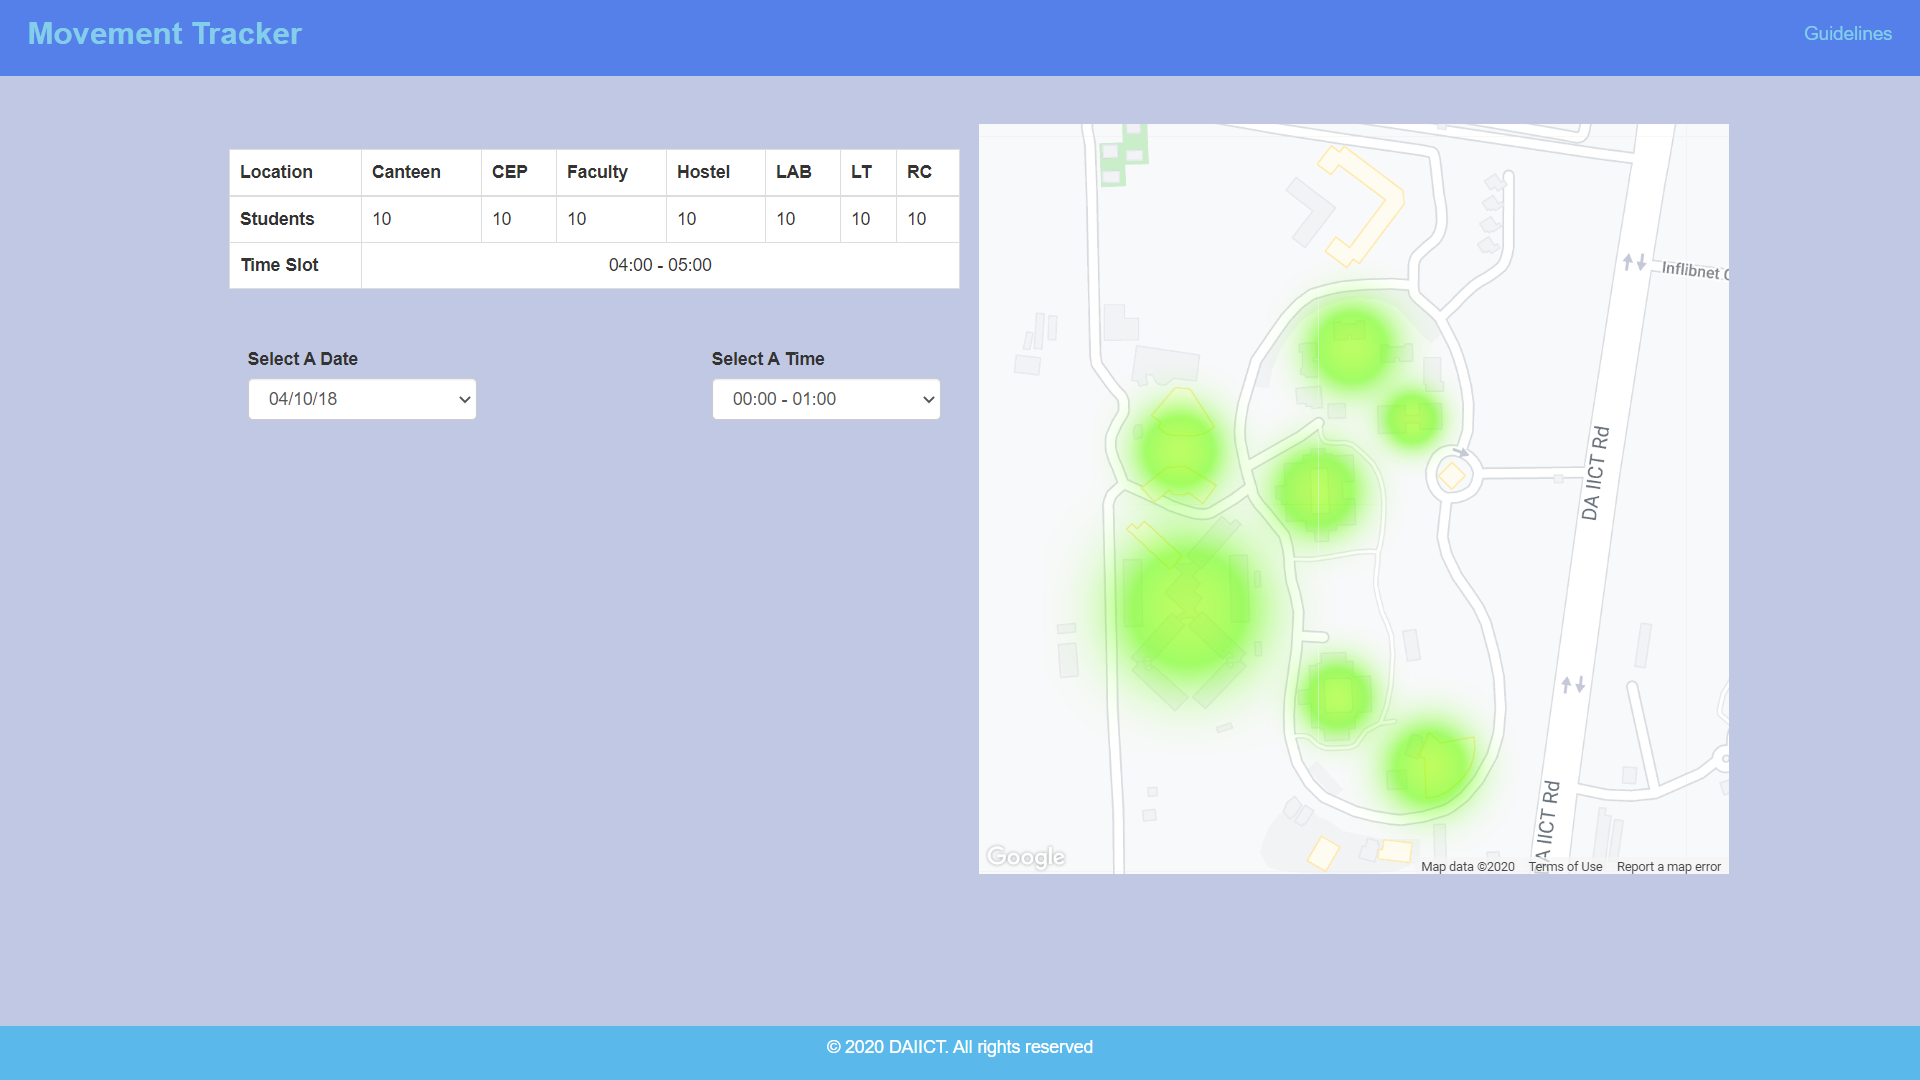 Movement Tracker
Guidelines
Location Canteen CEP Faculty Hostel LAB LT RC
Students 10 10 10 10 10 10 10
Time Slot 04:00 - 05:00
Select A Date
04/10/18
Select A Time
00:00 - 01:00
Inflibnet C
DA IICT Rd
A IICT Rd
Google
Map data ©2020 Terms of Use Report a map error
© 2020 DAIICT. All rights reserved